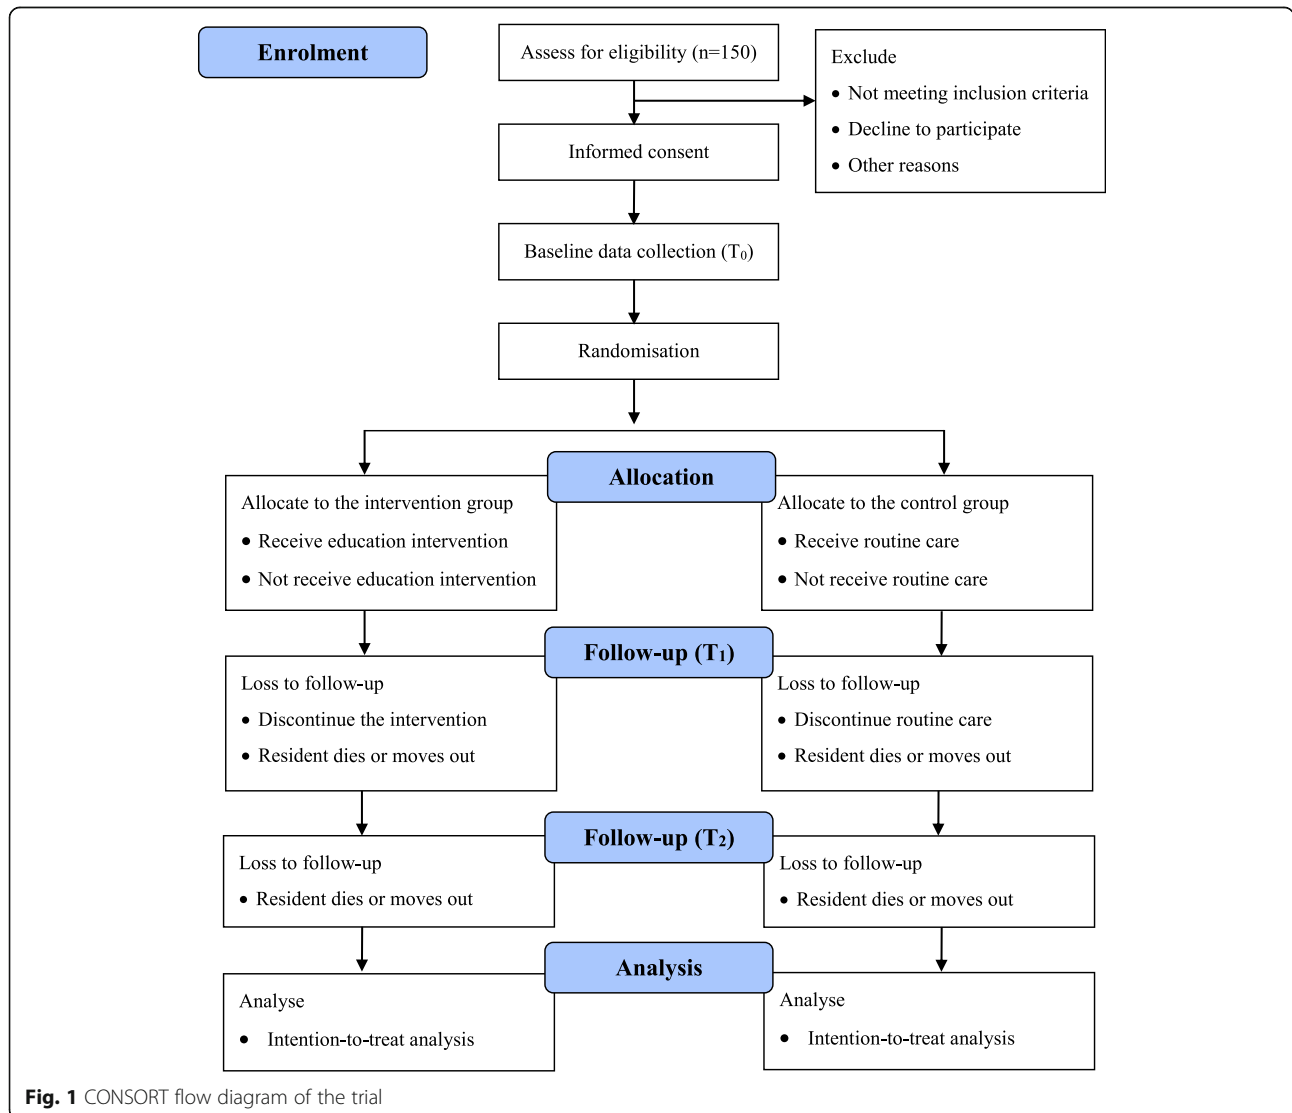 Enrolment
Assess for eligibility (n=150)
Exclude
• Not meeting inclusion criteria
• Decline to participate
• Other reasons
Informed consent
Baseline data collection (T₀)
Randomisation
Allocation
Allocate to the intervention group
• Receive education intervention
• Not receive education intervention
Allocate to the control group
• Receive routine care
• Not receive routine care
Follow-up (T₁)
Loss to follow-up
• Discontinue the intervention
• Resident dies or moves out
Loss to follow-up
• Discontinue routine care
• Resident dies or moves out
Follow-up (T₂)
Loss to follow-up
• Resident dies or moves out
Loss to follow-up
• Resident dies or moves out
Analysis
Analyse
• Intention-to-treat analysis
Analyse
• Intention-to-treat analysis
Fig. 1 CONSORT flow diagram of the trial